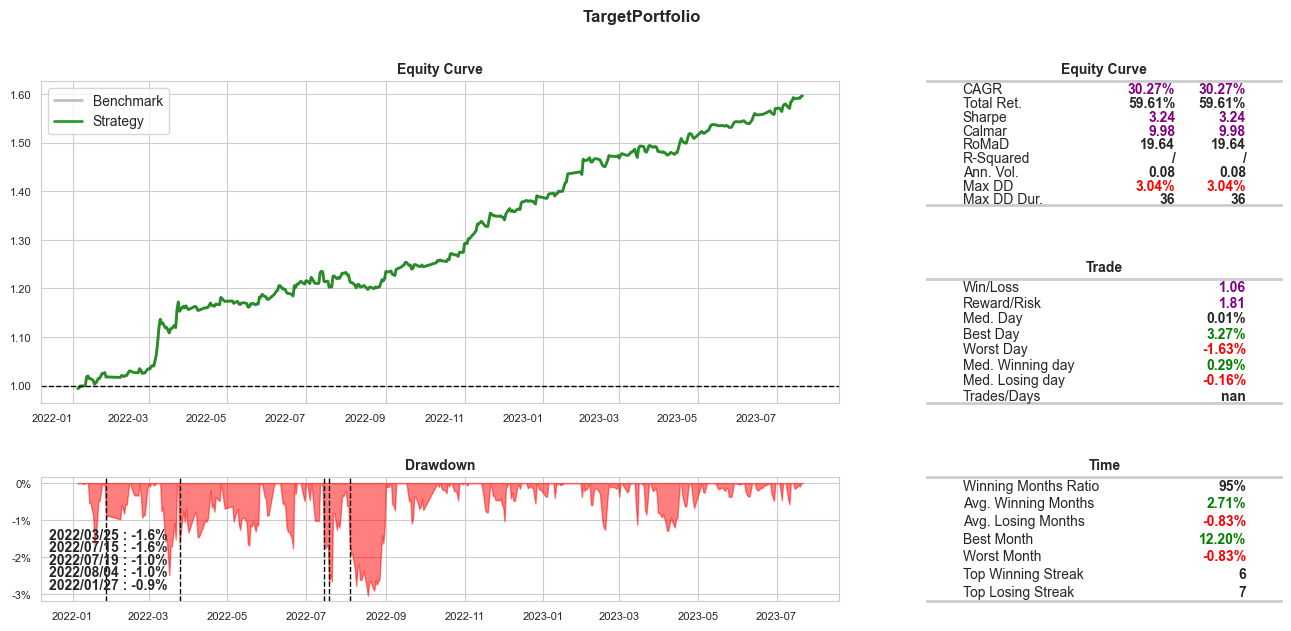 TargetPortfolio
Equity Curve
Benchmark
Strategy
1.60
1.50
1.40
1.30
1.20
1.10
1.00
2022-01 2022-03 2022-05 2022-07 2022-09 2022-11 2023-01 2023-03 2023-05 2023-07
Drawdown
0%
-1%
-2%
-3%
2022/03/25 : -1.6%
2022/07/15 : -1.6%
2022/07/19 : -1.0%
2022/08/04 : -1.0%
2022/01/27 : -0.9%
2022-01 2022-03 2022-05 2022-07 2022-09 2022-11 2023-01 2023-03 2023-05 2023-07
Equity Curve
CAGR 30.27% 30.27%
Total Ret. 59.61% 59.61%
Sharpe 3.24 3.24
Calmar 9.98 9.98
RoMaD 19.64 19.64
R-Squared / /
Ann. Vol. 0.08 0.08
Max DD 3.04% 3.04%
Max DD Dur. 36 36
Trade
Win/Loss 1.06
Reward/Risk 1.81
Med. Day 0.01%
Best Day 3.27%
Worst Day -1.63%
Med. Winning day 0.29%
Med. Losing day -0.16%
Trades/Days nan
Time
Winning Months Ratio 95%
Avg. Winning Months 2.71%
Avg. Losing Months -0.83%
Best Month 12.20%
Worst Month -0.83%
Top Winning Streak 6
Top Losing Streak 7